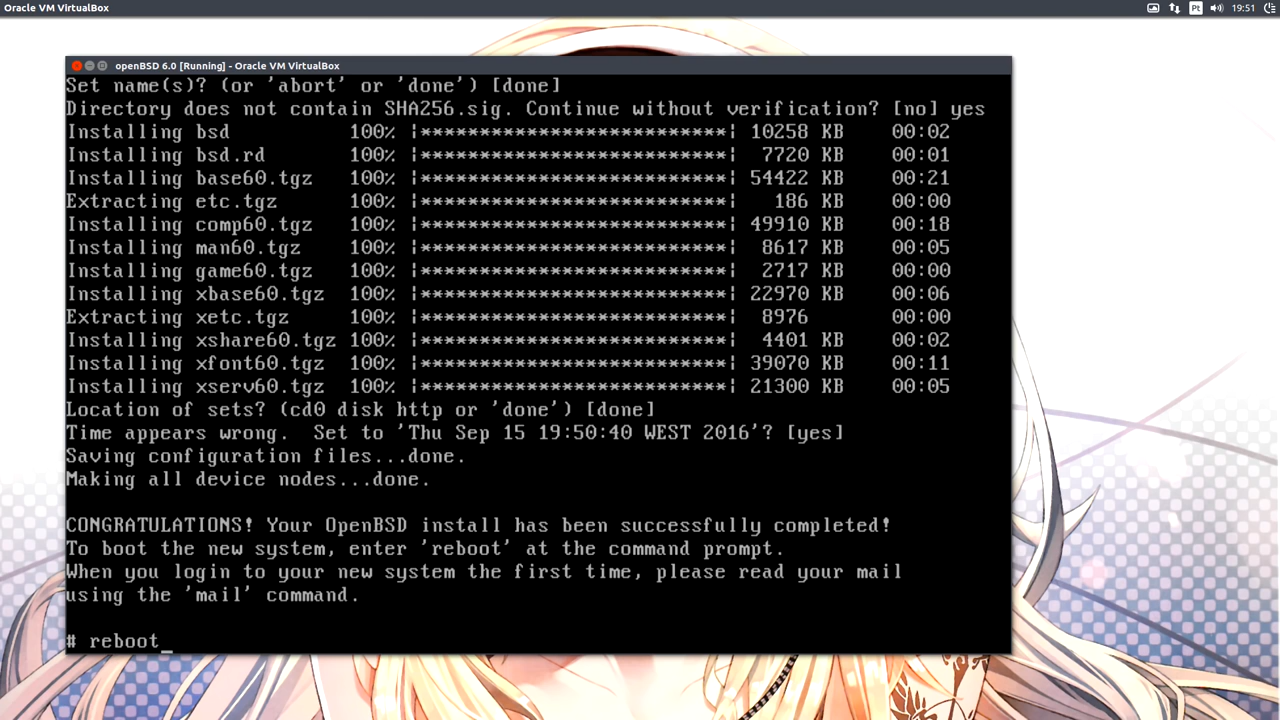 Oracle VM VirtualBox
Pt
19:51
openBSD 6.0 [Running] - Oracle VM VirtualBox
Set name(s)? (or 'abort' or 'done') [done]
Directory does not contain SHA256.sig. Continue without verification? [no] yes
Installing bsd 100% |**************************| 10258 KB 00:02
Installing bsd.rd 100% |**************************| 7720 KB 00:01
Installing base60.tgz 100% |**************************| 54422 KB 00:21
Extracting etc.tgz 100% |**************************| 186 KB 00:00
Installing comp60.tgz 100% |**************************| 49910 KB 00:18
Installing man60.tgz 100% |**************************| 8617 KB 00:05
Installing game60.tgz 100% |**************************| 2717 KB 00:00
Installing xbase60.tgz 100% |**************************| 22970 KB 00:06
Extracting xetc.tgz 100% |**************************| 8976 00:00
Installing xshare60.tgz 100% |**************************| 4401 KB 00:02
Installing xfont60.tgz 100% |**************************| 39070 KB 00:11
Installing xserv60.tgz 100% |**************************| 21300 KB 00:05
Location of sets? (cd0 disk http or 'done') [done]
Time appears wrong. Set to 'Thu Sep 15 19:50:40 WEST 2016'? [yes]
Saving configuration files...done.
Making all device nodes...done.
CONGRATULATIONS! Your OpenBSD install has been successfully completed!
To boot the new system, enter 'reboot' at the command prompt.
When you login to your new system the first time, please read your mail
using the 'mail' command.
# reboot_